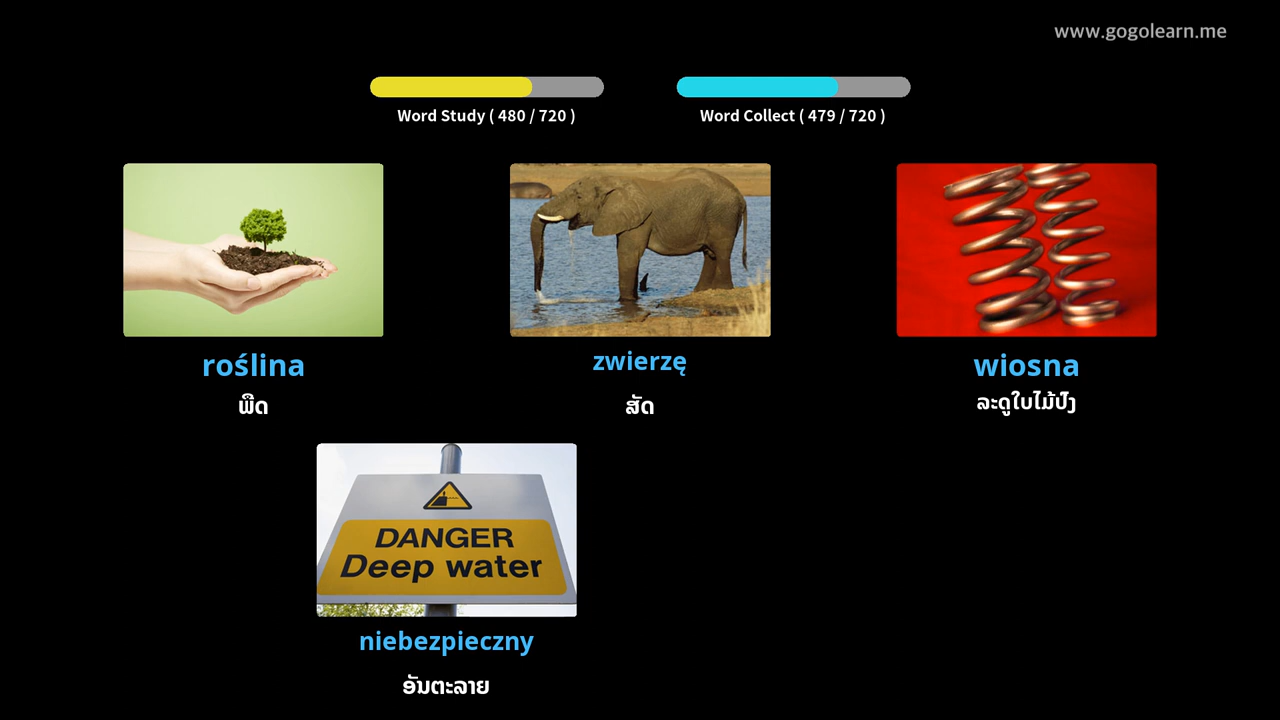 www.gogolearn.me
Word Study ( 480 / 720 )
Word Collect ( 479 / 720 )
roślina
zwierzę
wiosna
ພືດ
ສັດ
ລະດູໃບໄມ້ປົ່ງ
DANGER
Deep water
niebezpieczny
ອັນຕະລາຍ